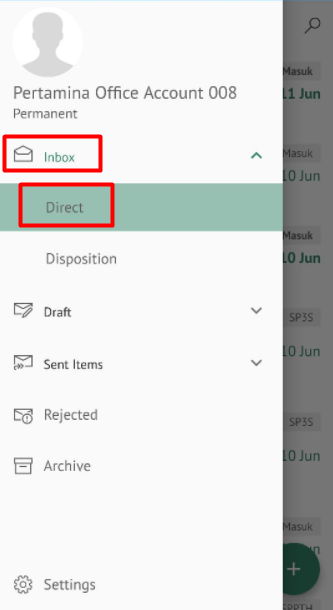 Pertamina Office Account 008
Permanent
Inbox
Direct
Disposition
Draft
Sent Items
Rejected
Archive
Settings
Masuk
11 Jun
Masuk
10 Jun
Masuk
10 Jun
SP3S
10 Jun
SP3S
10 Jun
Masuk